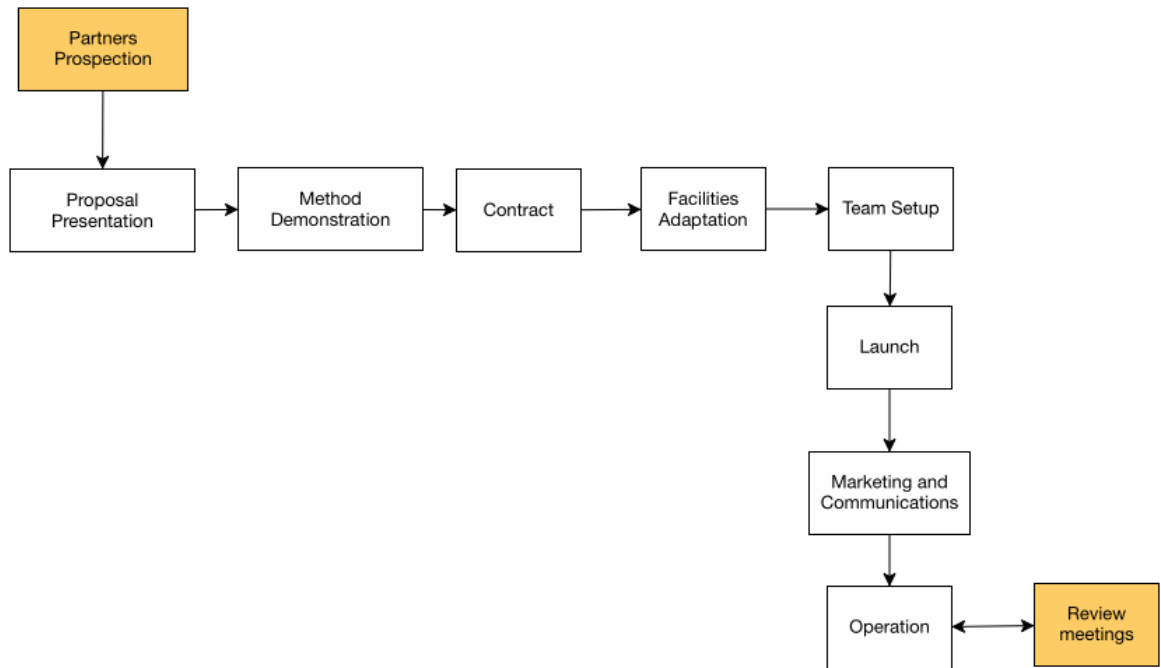 Partners
Prospection
Proposal
Presentation
Method
Demonstration
Contract
Facilities
Adaptation
Team Setup
Launch
Marketing and
Communications
Operation
Review
meetings